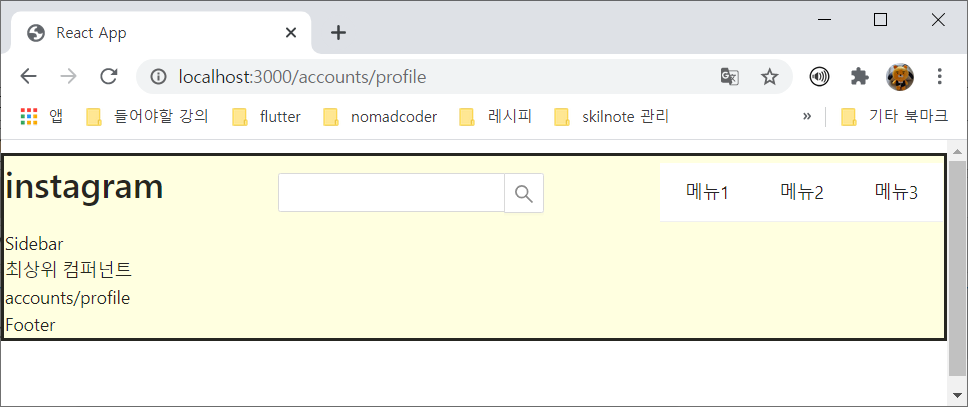 React App
localhost:3000/accounts/profile
앱 들어야할 강의 flutter nomadcoder 레시피 skilnote 관리 » 기타 북마크
instagram 메뉴1 메뉴2 메뉴3
Sidebar
최상위 컴퍼넌트
accounts/profile
Footer